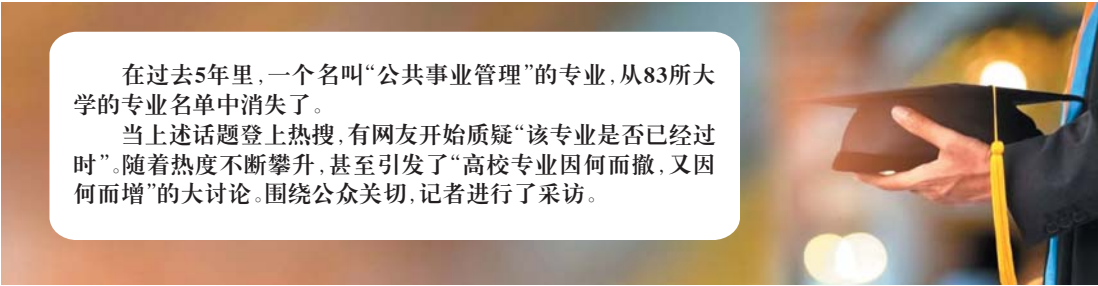 在过去5年里，一个名叫“公共事业管理”的专业，从83所大
学的专业名单中消失了。
当上述话题登上热搜，有网友开始质疑“该专业是否已经过
时”。随着热度不断攀升，甚至引发了“高校专业因何而撤，又因
何而增”的大讨论。围绕公众关切，记者进行了采访。